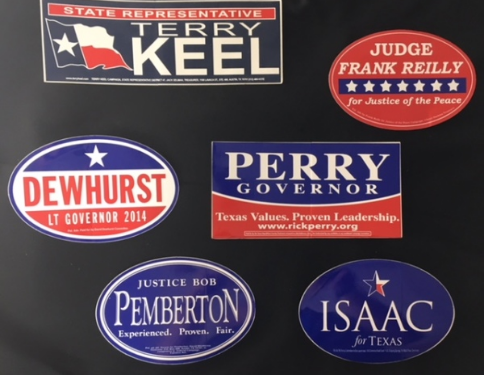 STATE REPRESENTATIVE
TERRY
KEEL
JUDGE
FRANK REILLY
for Justice of the Peace
DEWHURST
LT GOVERNOR 2014
PERRY
GOVERNOR
Texas Values. Proven Leadership.
www.rickperry.org
JUSTICE BOB
PEMBERTON
Experienced. Proven. Fair.
ISAAC
for TEXAS